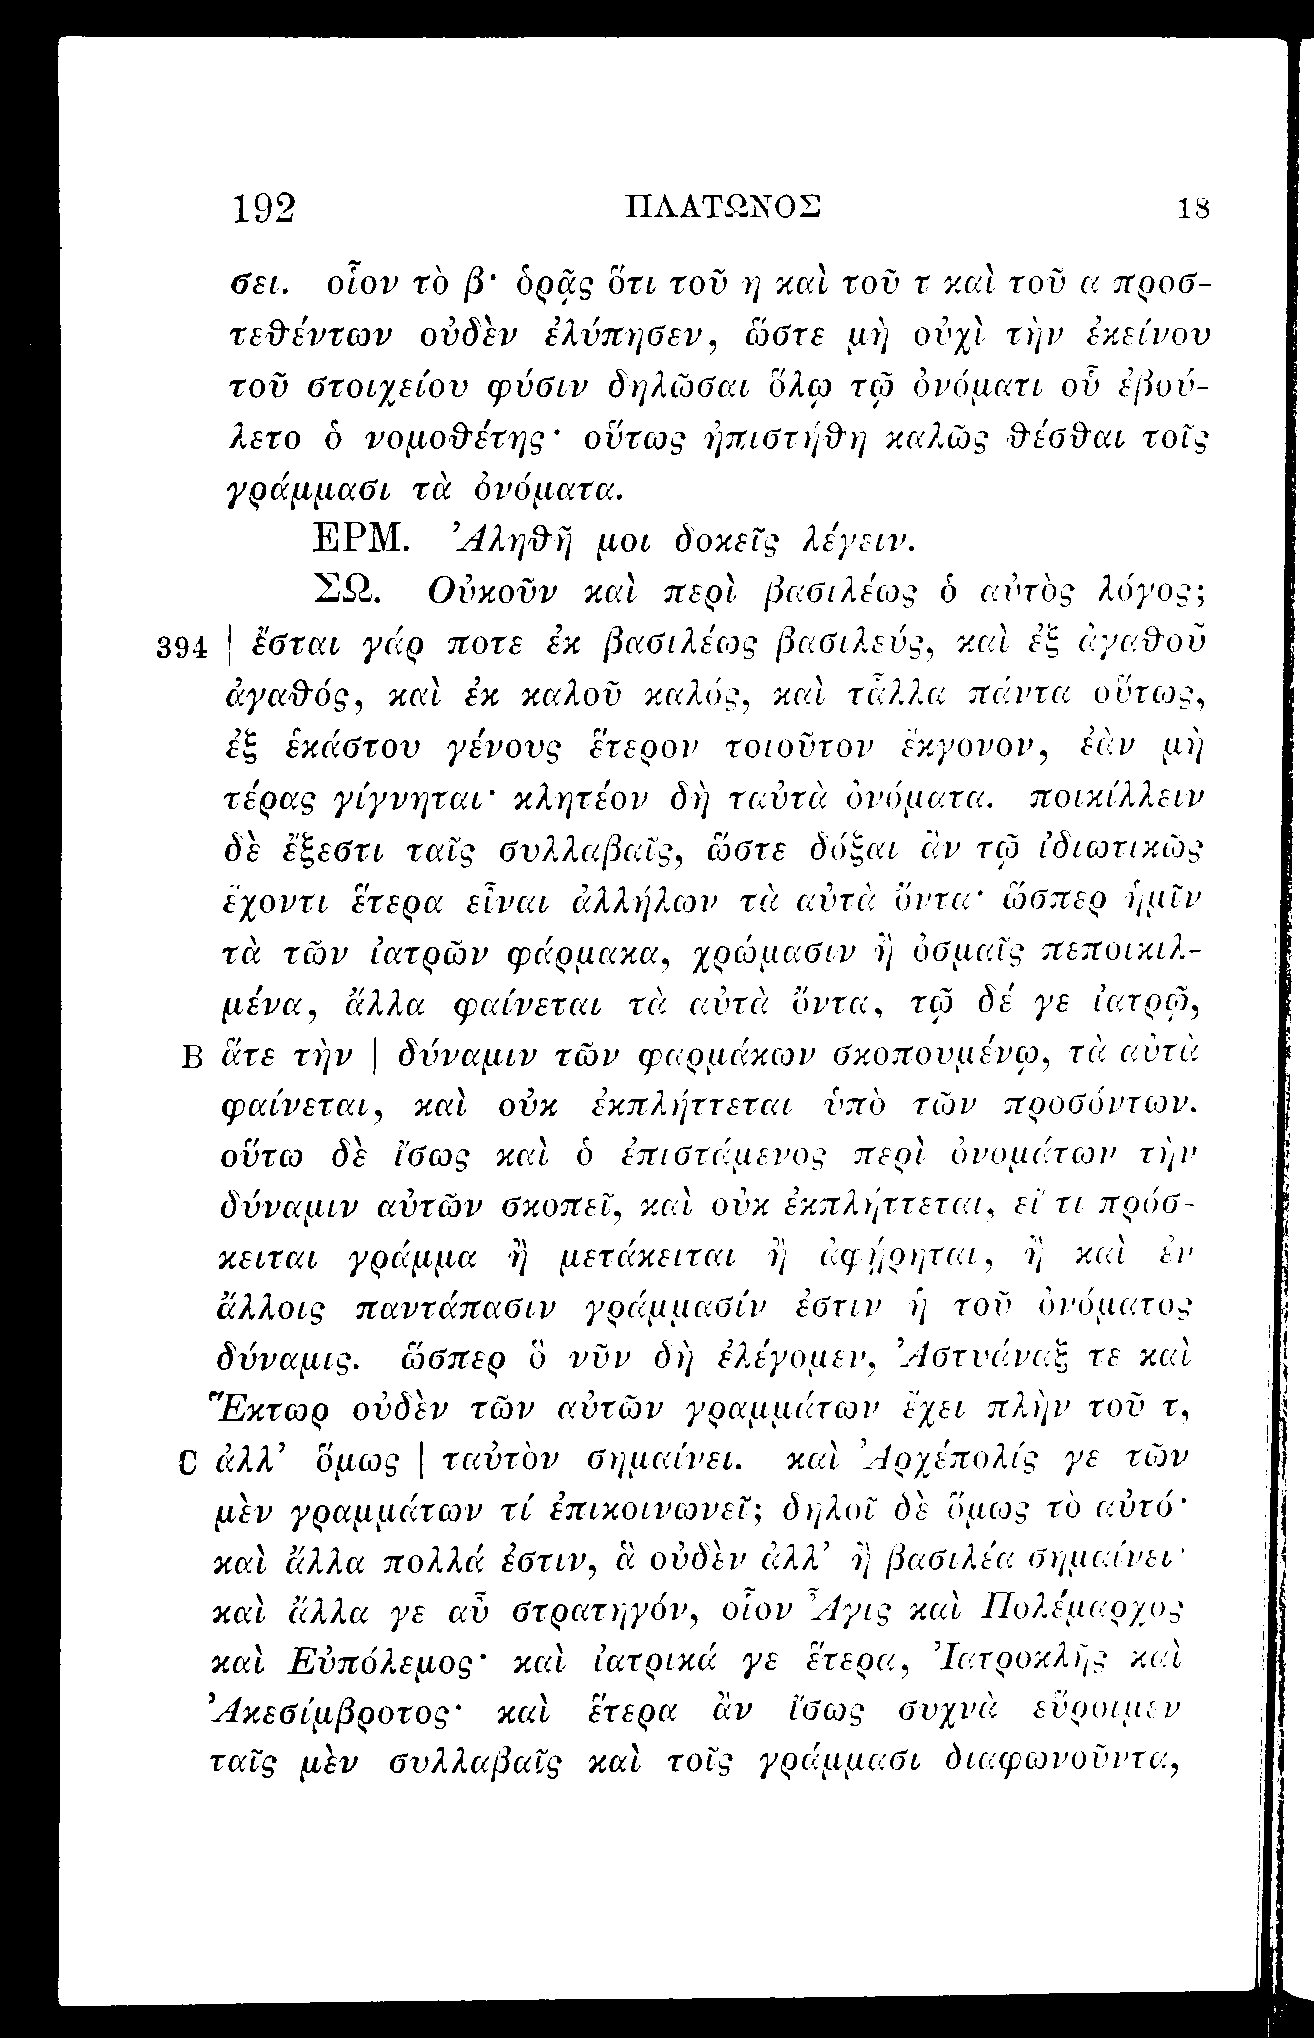 192 ΠΛΑΤΩΝΟΣ 18
σει. οἷον τὸ β· ὁρᾷς ὅτι τοῦ η καὶ τοῦ τ καὶ τοῦ α προσ-
τεθέντων οὐδὲν ἐλύπησεν, ὥστε μὴ οὐχὶ τὴν ἐκείνου
τοῦ στοιχείου φύσιν δηλῶσαι ὅλῳ τῷ ὀνόματι οὗ ἐβού-
λετο ὁ νομοθέτης· οὕτως ἠπιστήθη καλῶς θέσθαι τοῖς
γράμμασι τὰ ὀνόματα.
ΕΡΜ. Ἀληθῆ μοι δοκεῖς λέγειν.
ΣΩ. Οὐκοῦν καὶ περὶ βασιλέως ὁ αὐτὸς λόγος;
394 | ἔσται γάρ ποτε ἐκ βασιλέως βασιλεύς, καὶ ἐξ ἀγαθοῦ
ἀγαθός, καὶ ἐκ καλοῦ καλός, καὶ τἆλλα πάντα οὕτως,
ἐξ ἑκάστου γένους ἕτερον τοιοῦτον ἔκγονον, ἐὰν μὴ
τέρας γίγνηται· κλητέον δὴ ταὐτὰ ὀνόματα. ποικίλλειν
δὲ ἔξεστι ταῖς συλλαβαῖς, ὥστε δόξαι ἂν τῷ ἰδιωτικῶς
ἔχοντι ἕτερα εἶναι ἀλλήλων τὰ αὐτὰ ὄντα· ὥσπερ ἡμῖν
τὰ τῶν ἰατρῶν φάρμακα, χρώμασιν ἢ ὀσμαῖς πεποικιλ-
μένα, ἄλλα φαίνεται τὰ αὐτὰ ὄντα, τῷ δέ γε ἰατρῷ,
B ἅτε τὴν | δύναμιν τῶν φαρμάκων σκοπουμένῳ, τὰ αὐτὰ
φαίνεται, καὶ οὐκ ἐκπλήττεται ὑπὸ τῶν προσόντων.
οὕτω δὲ ἴσως καὶ ὁ ἐπιστάμενος περὶ ὀνομάτων τὴν
δύναμιν αὐτῶν σκοπεῖ, καὶ οὐκ ἐκπλήττεται, εἴ τι πρόσ-
κειται γράμμα ἢ μετάκειται ἢ ἀφῄρηται, ἢ καὶ ἐν
ἄλλοις παντάπασιν γράμμασίν ἐστιν ἡ τοῦ ὀνόματος
δύναμις. ὥσπερ ὃ νῦν δὴ ἐλέγομεν, Ἀστυάναξ τε καὶ
Ἕκτωρ οὐδὲν τῶν αὐτῶν γραμμάτων ἔχει πλὴν τοῦ τ,
C ἀλλ’ ὅμως | ταὐτὸν σημαίνει. καὶ Ἀρχέπολίς γε τῶν
μὲν γραμμάτων τί ἐπικοινωνεῖ; δηλοῖ δὲ ὅμως τὸ αὐτό·
καὶ ἄλλα πολλά ἐστιν, ἃ οὐδὲν ἀλλ’ ἢ βασιλέα σημαίνει·
καὶ ἄλλα γε αὖ στρατηγόν, οἷον Ἆγις καὶ Πολέμαρχος
καὶ Εὐπόλεμος· καὶ ἰατρικά γε ἕτερα, Ἰατροκλῆς καὶ
Ἀκεσίμβροτος· καὶ ἕτερα ἂν ἴσως συχνὰ εὕροιμεν
ταῖς μὲν συλλαβαῖς καὶ τοῖς γράμμασι διαφωνοῦντα,